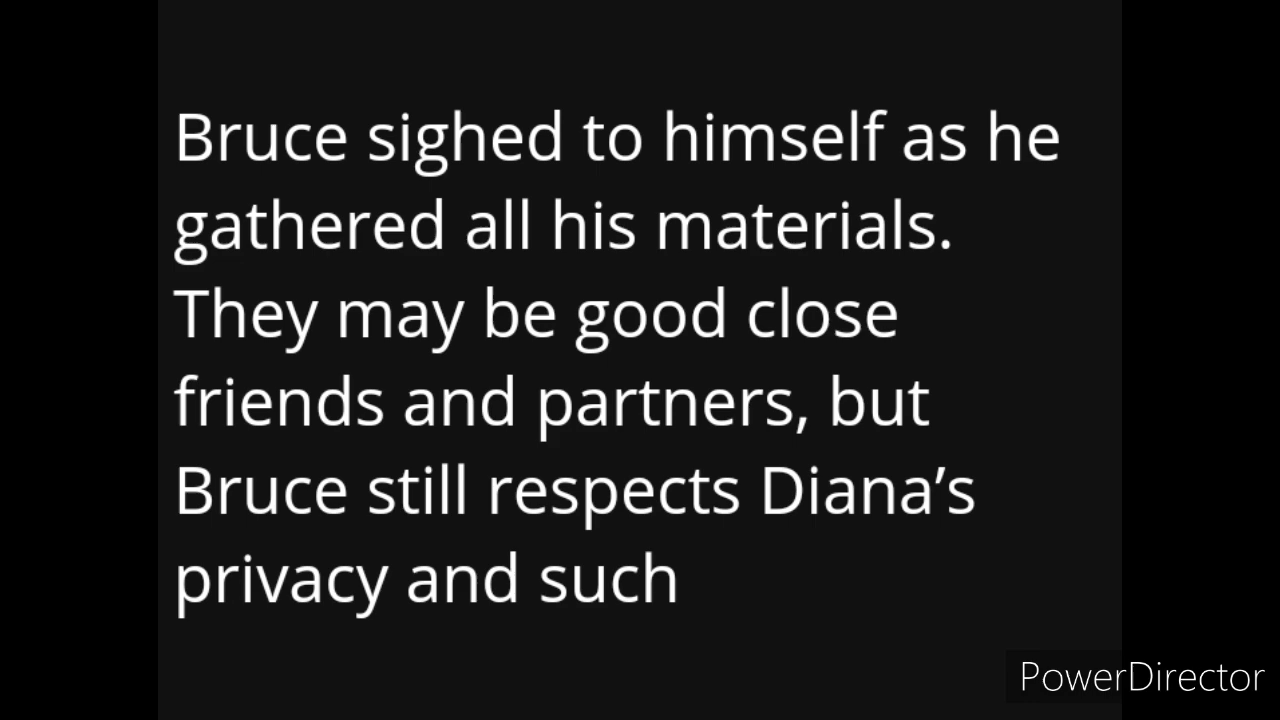 Bruce sighed to himself as he
gathered all his materials.
They may be good close
friends and partners, but
Bruce still respects Diana’s
privacy and such
PowerDirector